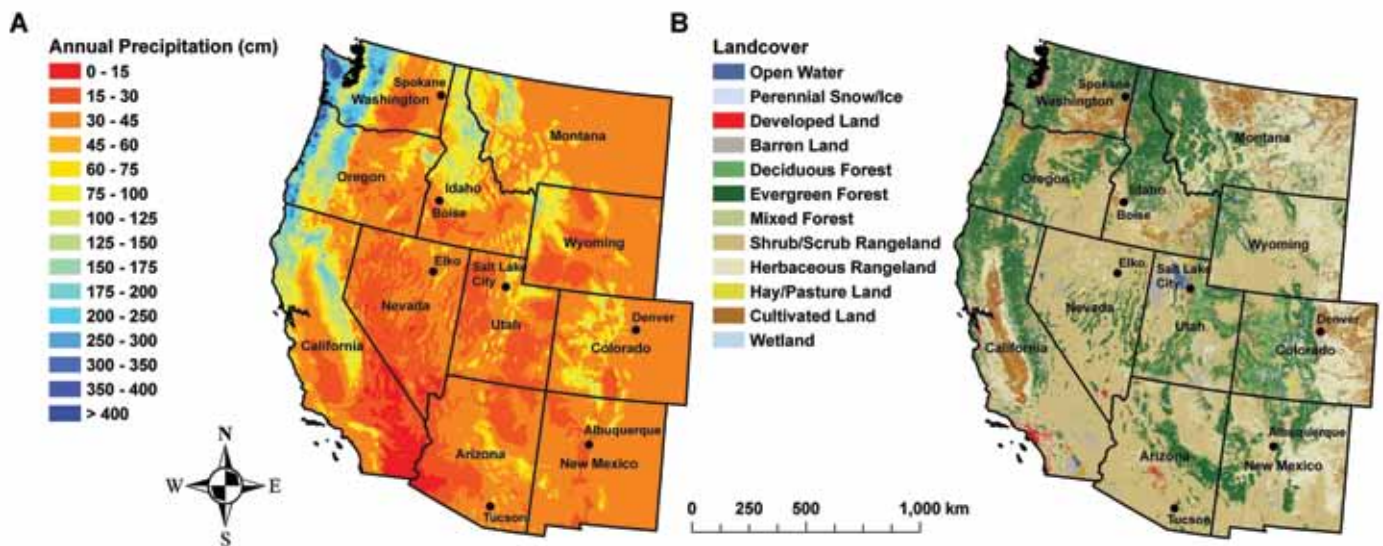 A
Annual Precipitation (cm)
0 - 15
15 - 30
30 - 45
45 - 60
60 - 75
75 - 100
100 - 125
125 - 150
150 - 175
175 - 200
200 - 250
250 - 300
300 - 350
350 - 400
> 400
N
W E
S
Spokane
Washington
Montana
Oregon
Idaho
Boise
Wyoming
Elko
Salt Lake
City
Nevada
Utah
Denver
Colorado
California
Albuquerque
Arizona
New Mexico
Tucson
B
Landcover
Open Water
Perennial Snow/Ice
Developed Land
Barren Land
Deciduous Forest
Evergreen Forest
Mixed Forest
Shrub/Scrub Rangeland
Herbaceous Rangeland
Hay/Pasture Land
Cultivated Land
Wetland
0 250 500 1,000 km
Spokane
Washington
Montana
Oregon
Idaho
Boise
Wyoming
Elko
Salt Lake
City
Nevada
Utah
Denver
Colorado
California
Albuquerque
Arizona
New Mexico
Tucson